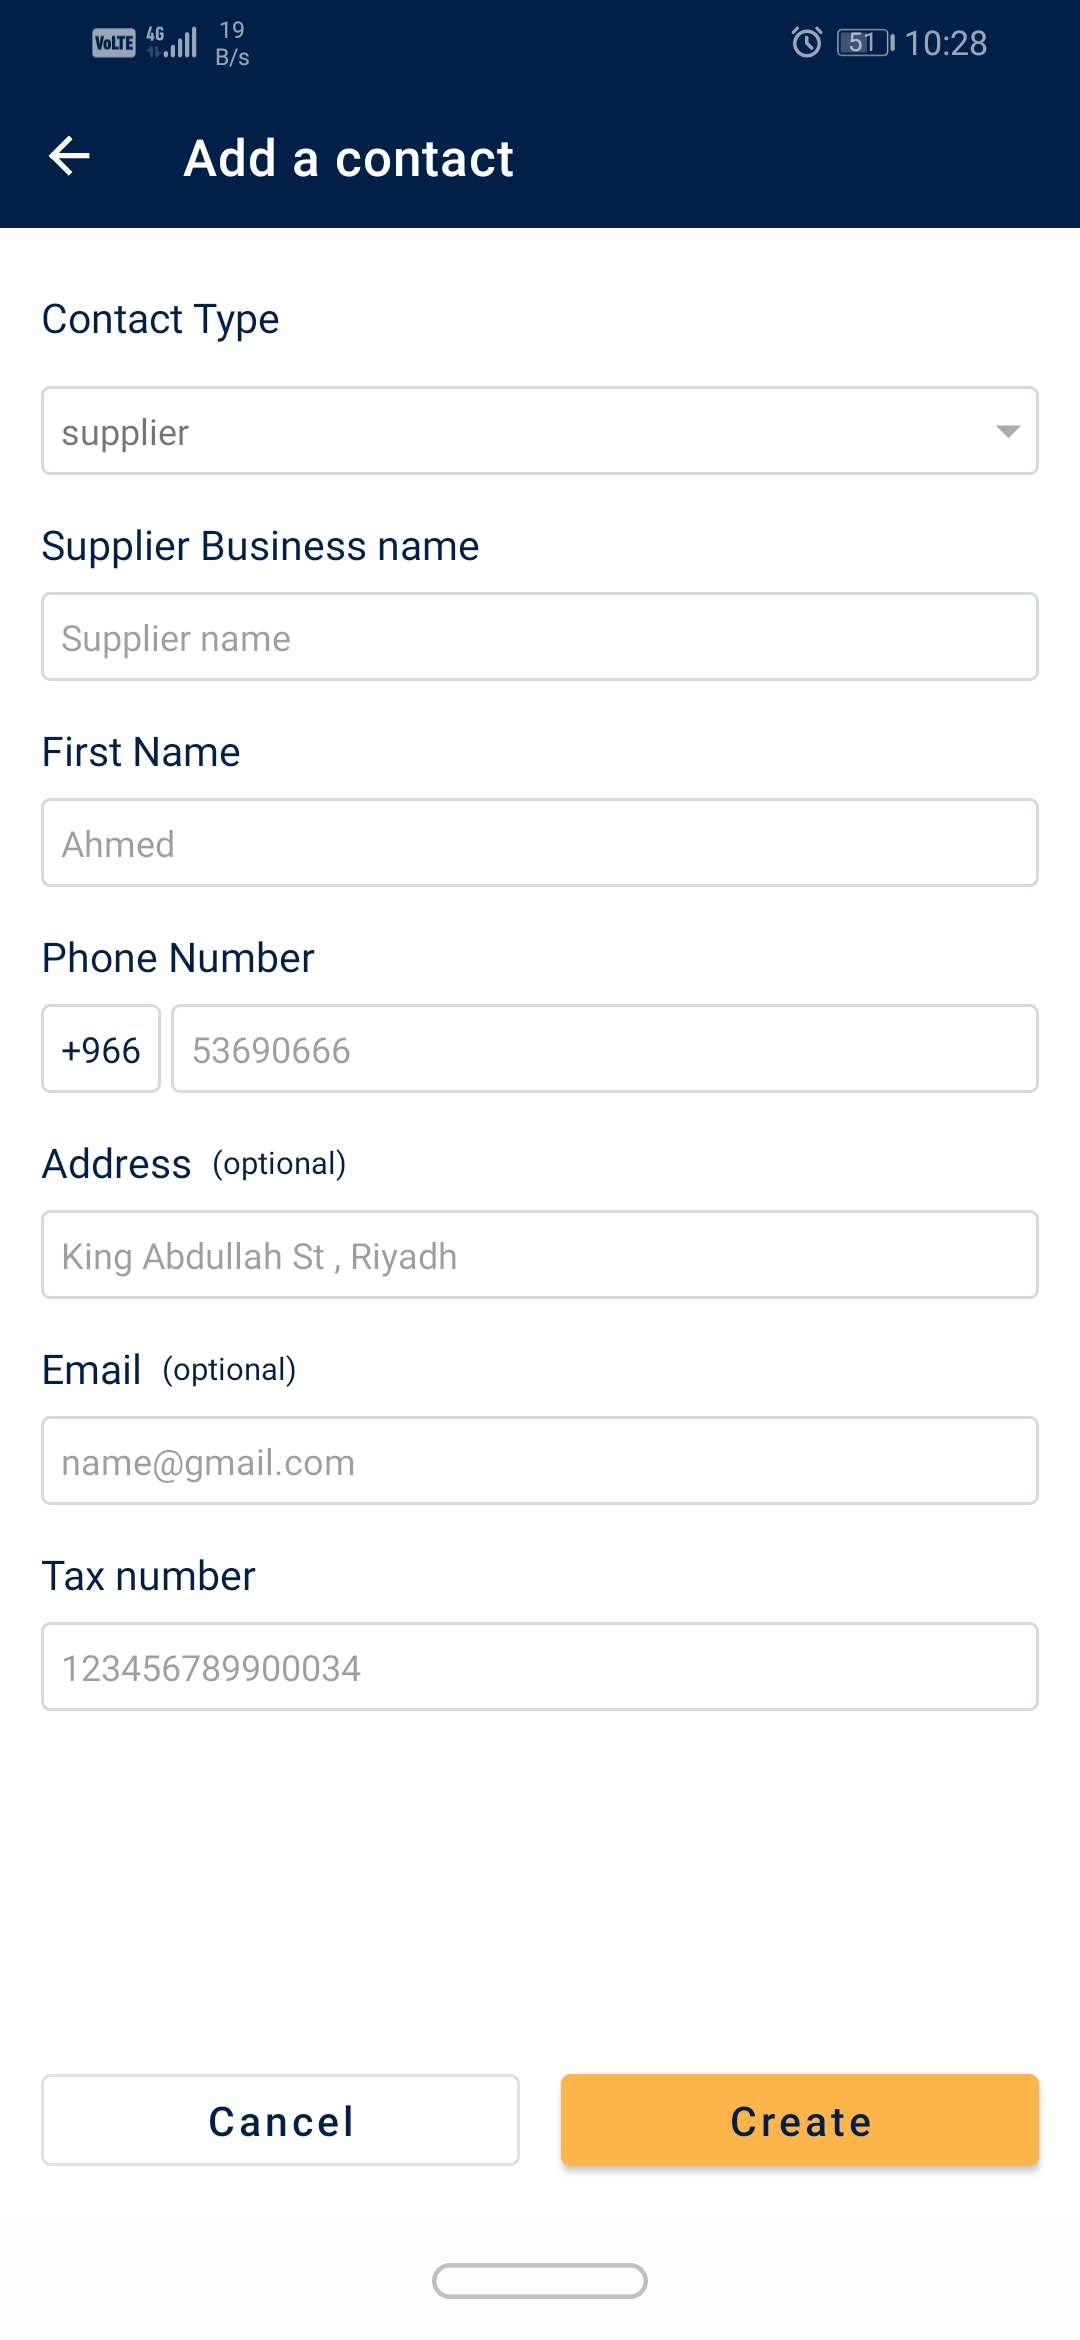 VoLTE 4G 19 B/s 51 10:28
Add a contact
Contact Type
supplier
Supplier Business name
Supplier name
First Name
Ahmed
Phone Number
+966 53690666
Address (optional)
King Abdullah St , Riyadh
Email (optional)
name@gmail.com
Tax number
123456789900034
Cancel Create